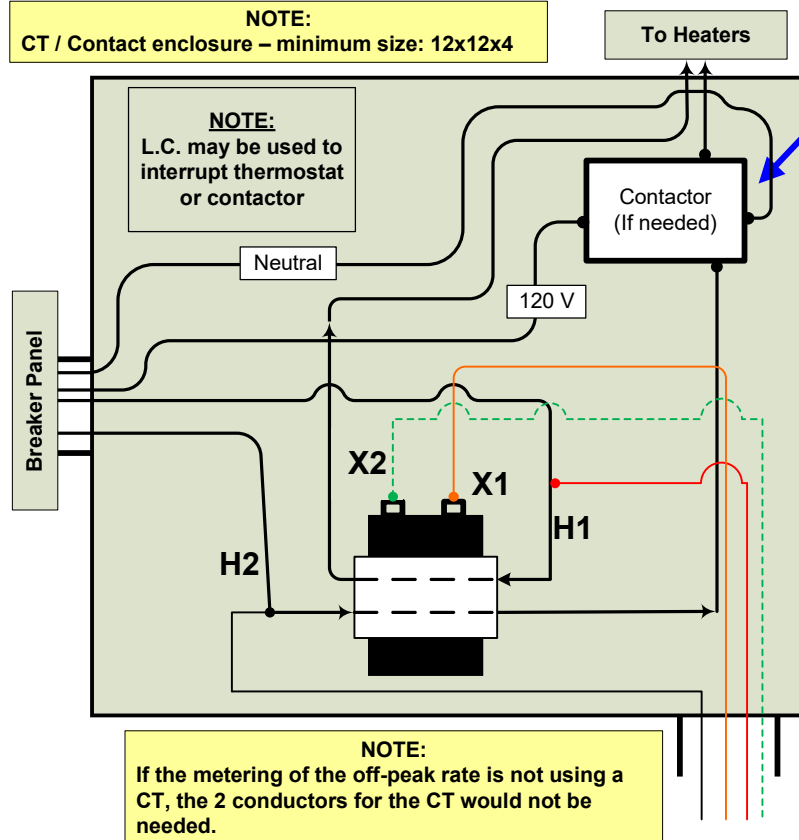 NOTE:
CT / Contact enclosure – minimum size: 12x12x4
To Heaters
NOTE:
L.C. may be used to
interrupt thermostat
or contactor
Contactor
(If needed)
Neutral
120 V
Breaker Panel
X2
X1
H1
H2
NOTE:
If the metering of the off-peak rate is not using a
CT, the 2 conductors for the CT would not be
needed.